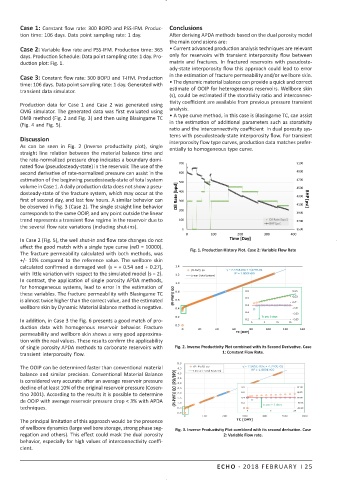 Case 1: Constant flow rate: 300 BOPD and PSS-IFM. Production time: 106 days. Data point sampling rate: 1 day.
Case 2: Variable flow rate and PSS-IFM. Production time: 365
days. Production Schedule. Data point sampling rate: 1 day. Production plot: Fig. 1.
Case 3: Constant flow rate: 300 BOPD and T-IFM. Production
time: 106 days. Data point sampling rate: 1 day. Generated with
transient data simulator.
Production data for Case 1 and Case 2 was generated using
DMB simulator. The generated data was first evaluated using
DMB method (Fig. 2 and Fig. 3) and then using Blasingame TC
(Fig. 4 and Fig. 5).
Discussion
As can be seen in Fig. 2 (Inverse productivity plot), single
straight line relation between the material balance time and
the rate-normalized pressure drop indicates a boundary dominated flow (pseudosteady-state) in the reservoir. The use of the
second derivative of rate-normalized pressure can assist in the
estimation of the beginning pseudosteady-state of total system
volume in Case 1. A daily production data does not show a pseudosteady-state of the fracture system, which may occur at the
first of second day, and last few hours. A similar behavior can
be observed in Fig. 3 (Case 2). The single straight line behavior
corresponds to the same OOIP, and any point outside the linear
trend represents a transient flow regime in the reservoir due to
the several flow rate variations (including shut-ins).
In Case 2 (Fig. 5), the well shut-in and flow rate changes do not
affect the good match with a single type curve (reD = 50000).
The fracture permeability calculated with both methods, was
+/- 10% compared to the reference value. The wellbore skin
calculated confirmed a damaged well (s = + 0.54 and + 0.27),
with little variation with respect to the simulated model (s = 2).
In contrast, the application of single porosity APDA methods,
for homogeneous systems, lead to error in the estimation of
these variables. The fracture permeability with Blasingame TC
is almost twice higher than the correct value, and the estimated
wellbore skin by Dynamic Material Balance method is negative.
In addition, in Case 3 the Fig. 6 presents a good match of production data with homogenous reservoir behavior. Fracture
permeability and wellbore skin shows a very good approximation with the real values. These results confirm the applicability
of single porosity APDA methods to carbonate reservoirs with
transient interporosity flow.
The OOIP can be determined faster than conventional material
balance and similar precision. Conventional Material Balance
is considered very accurate after an average reservoir pressure
decline of at least 10% of the original reservoir pressure (Cosentino 2001). According to the results it is possible to determine
de OOIP with average reservoir pressure drop < 3% with APDA
techniques.
The principal limitation of this approach would be the presence
of wellbore dynamics (large well bore storage, strong phase segregation and others). This effect could mask the dual porosity
behavior, especially for high values of interconnectivity coefficient.
Conclusions
After deriving APDA methods based on the dual porosity model
the main conclusions are:
• Current advanced production analysis techniques are relevant
only for reservoirs with transient interporosity flow between
matrix and fractures. In fractured reservoirs with pseudosteady-state interporosity flow this approach could lead to error
in the estimation of fracture permeability and/or wellbore skin.
• The dynamic material balance can provide a quick and correct
estimate of OOIP for heterogeneous reservoirs. Wellbore skin
(s), could be estimated if the storativity ratio and interconnectivity coefficient are available from previous pressure transient
analysis.
• A type curve method, in this case is Blasingame TC, can assist
in the estimation of additional parameters such as storativity
ratio and the interconnectivity coefficient in dual porosity systems with pseudosteady-state interporosity flow. For transient
interporosity flow type curves, production data matches preferentially to homogenous type curve.
Oil Rate [bpd]
Time [Day]
Fig. 1. Production History Plot. Case 2: Variable Flow Rate
Fig. 2. Inverse Productivity Plot combined with its Second Derivative. Case
1: Constant Flow Rate.
Fig. 3. Inverse Productivity Plot combined with its second derivative. Case
2: Variable Flow rate.
ECHO - 2018 FEBRUARY | 25